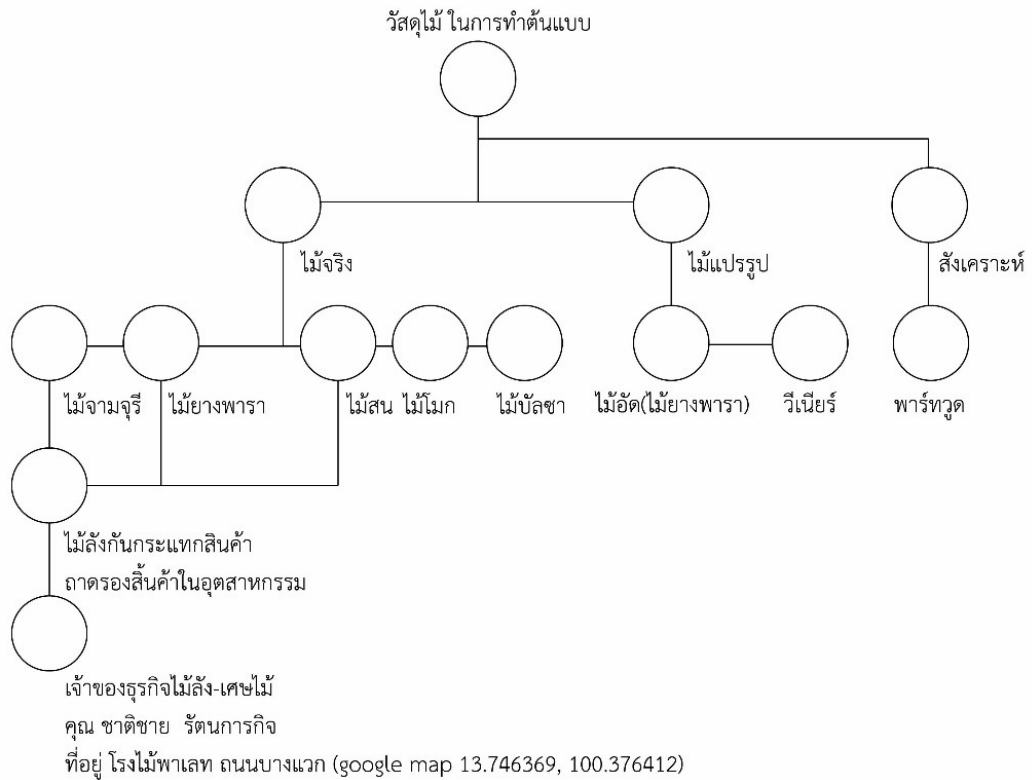 วัสดุไม้ ในการทำต้นแบบ
ไม้จริง
ไม้แปรรูป
สังเคราะห์
ไม้จามจุรี
ไม้ยางพารา
ไม้สน
ไม้โมก
ไม้บัลซา
ไม้อัด(ไม้ยางพารา)
วีเนียร์
พาร์ทวูด
ไม้ลังกันกระแทกสินค้า
ถาดรองสิ้นค้าในอุตสาหกรรม
เจ้าของธุรกิจไม้ลัง-เศษไม้
คุณ ชาติชาย รัตนการกิจ
ที่อยู่ โรงไม้พาเลท ถนนบางแวก (google map 13.746369, 100.376412)